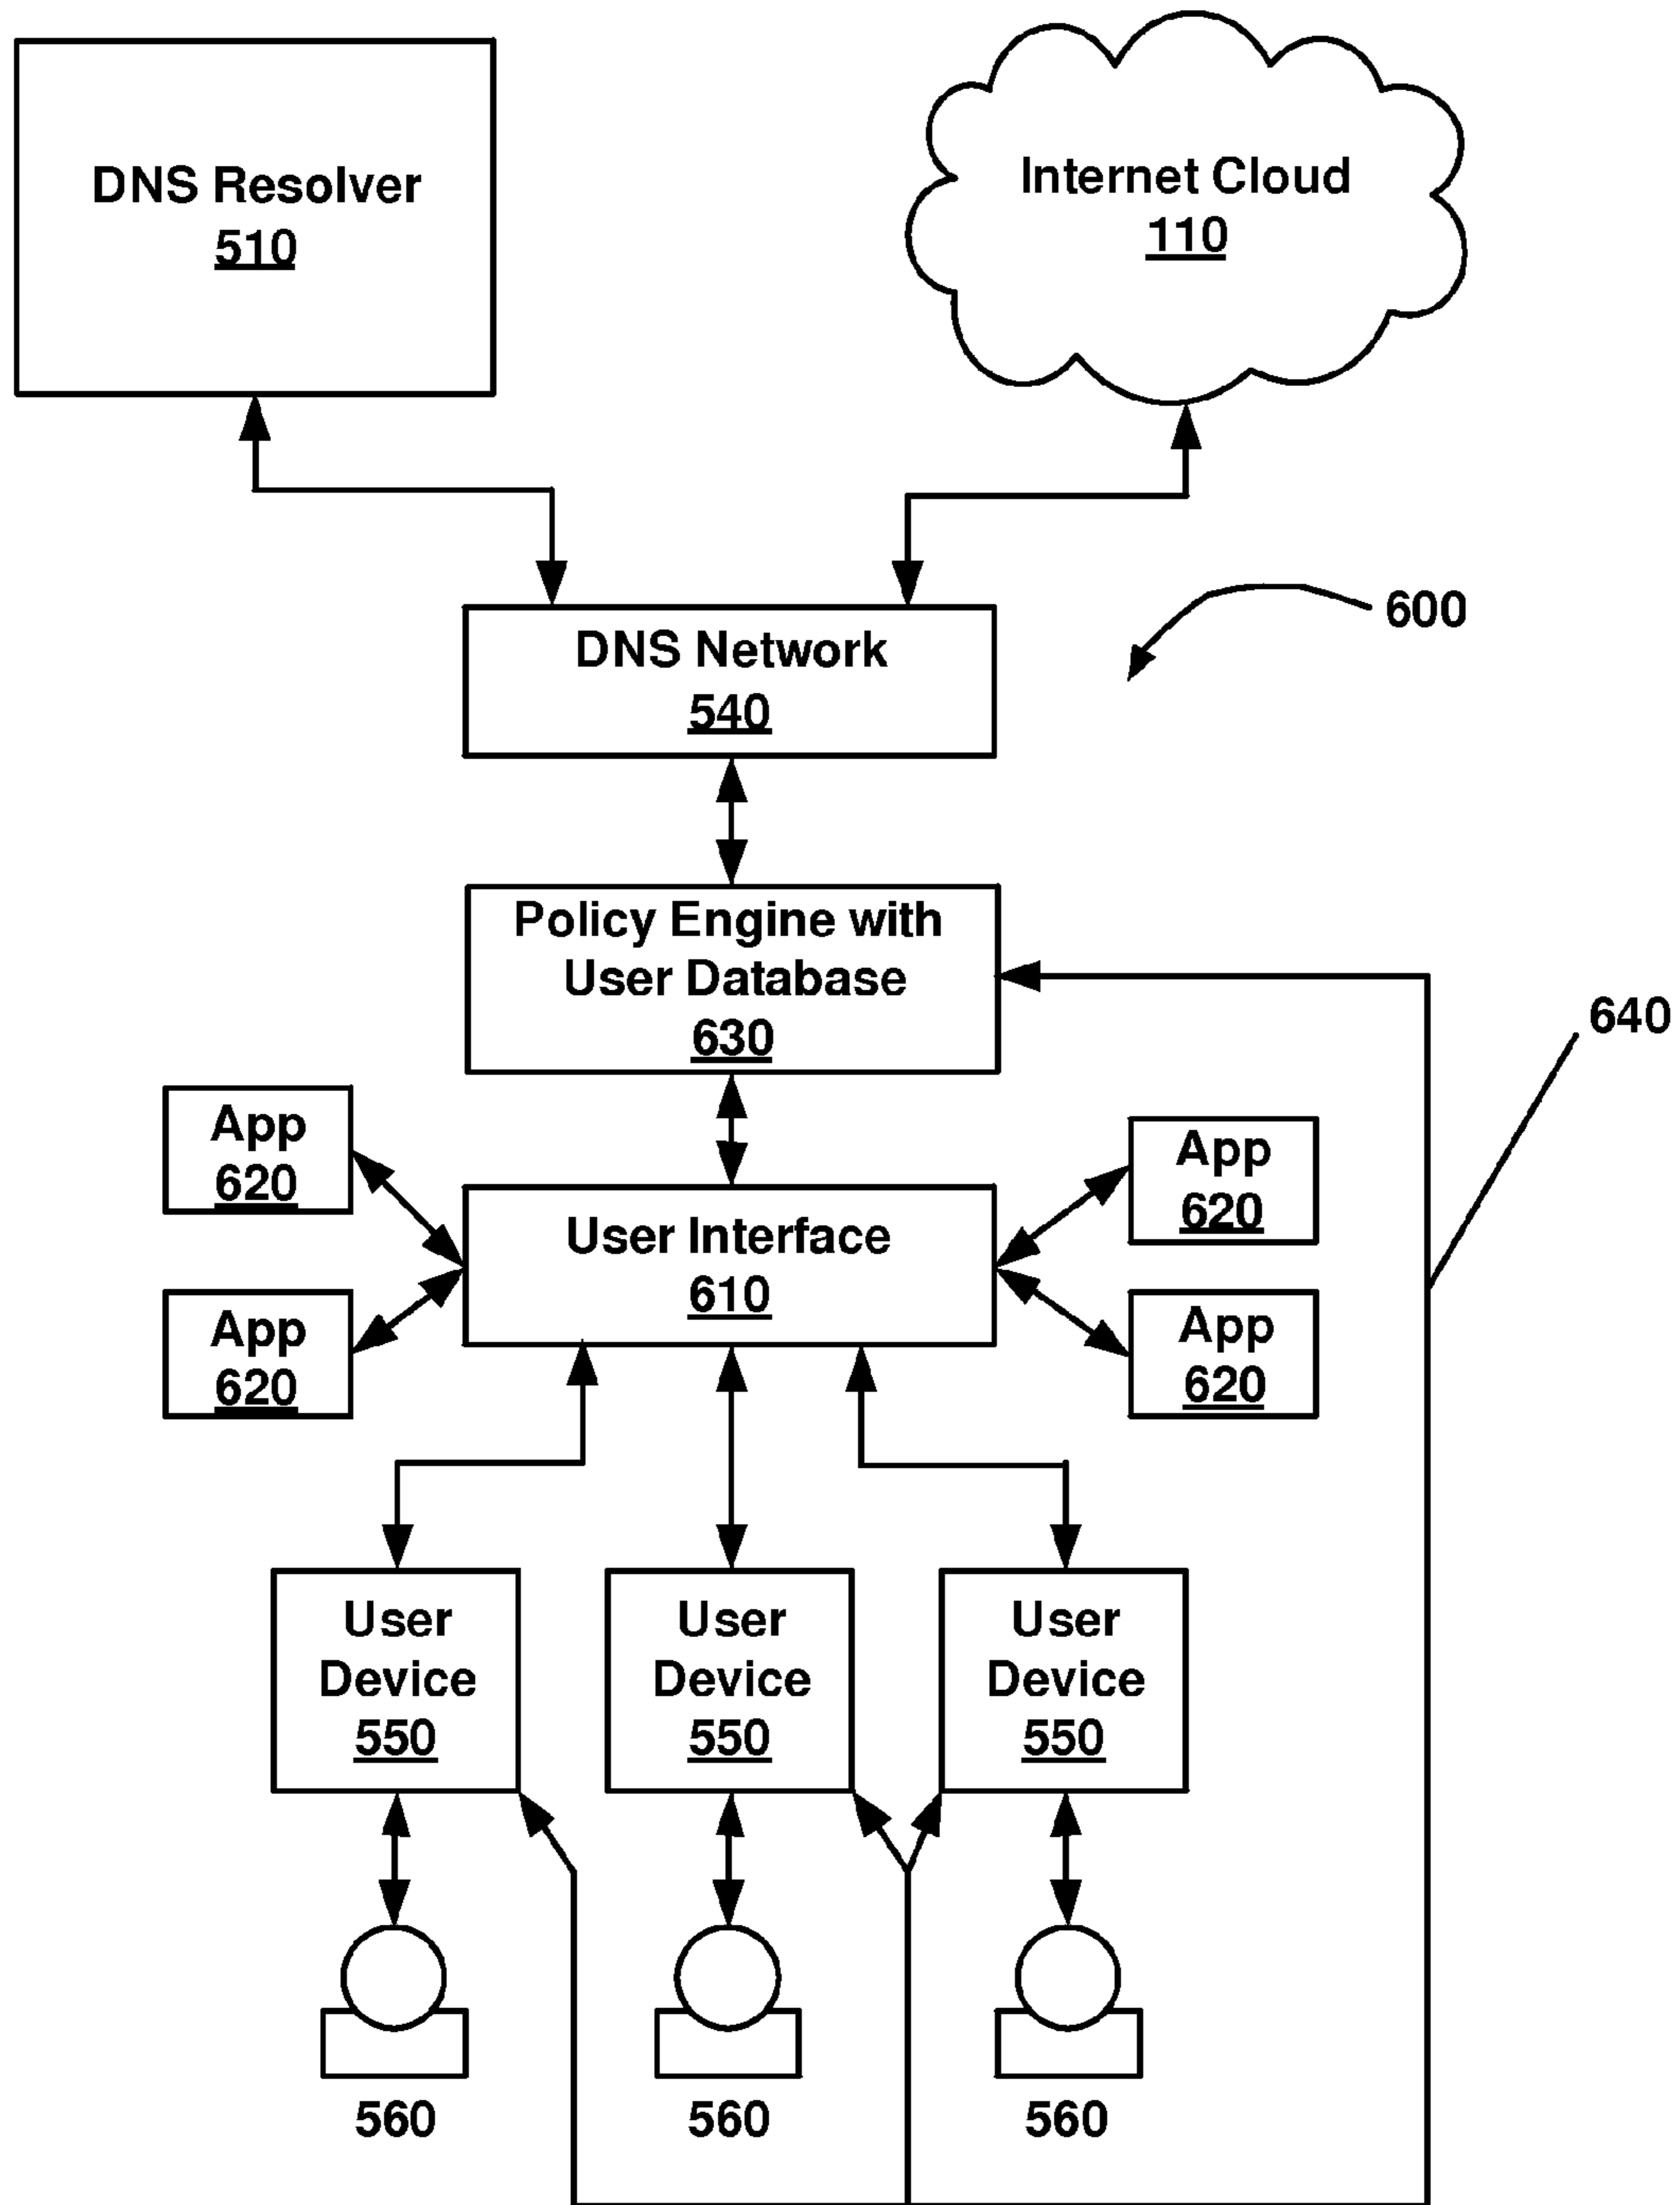 DNS Resolver
510
Internet Cloud
110
600
DNS Network
540
Policy Engine with
User Database
630
640
App
620
App
620
User Interface
610
App
620
App
620
User
Device
550
User
Device
550
User
Device
550
560
560
560